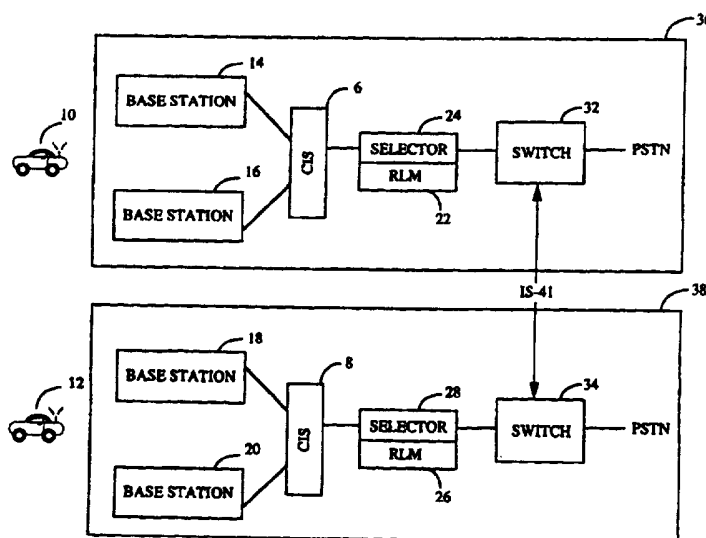 14
6
10
BASE STATION
24
32
CIS
SELECTOR
SWITCH
PSTN
RLM
16
BASE STATION
22
IS-41
38
18
8
12
BASE STATION
28
34
CIS
SELECTOR
SWITCH
PSTN
RLM
20
BASE STATION
26